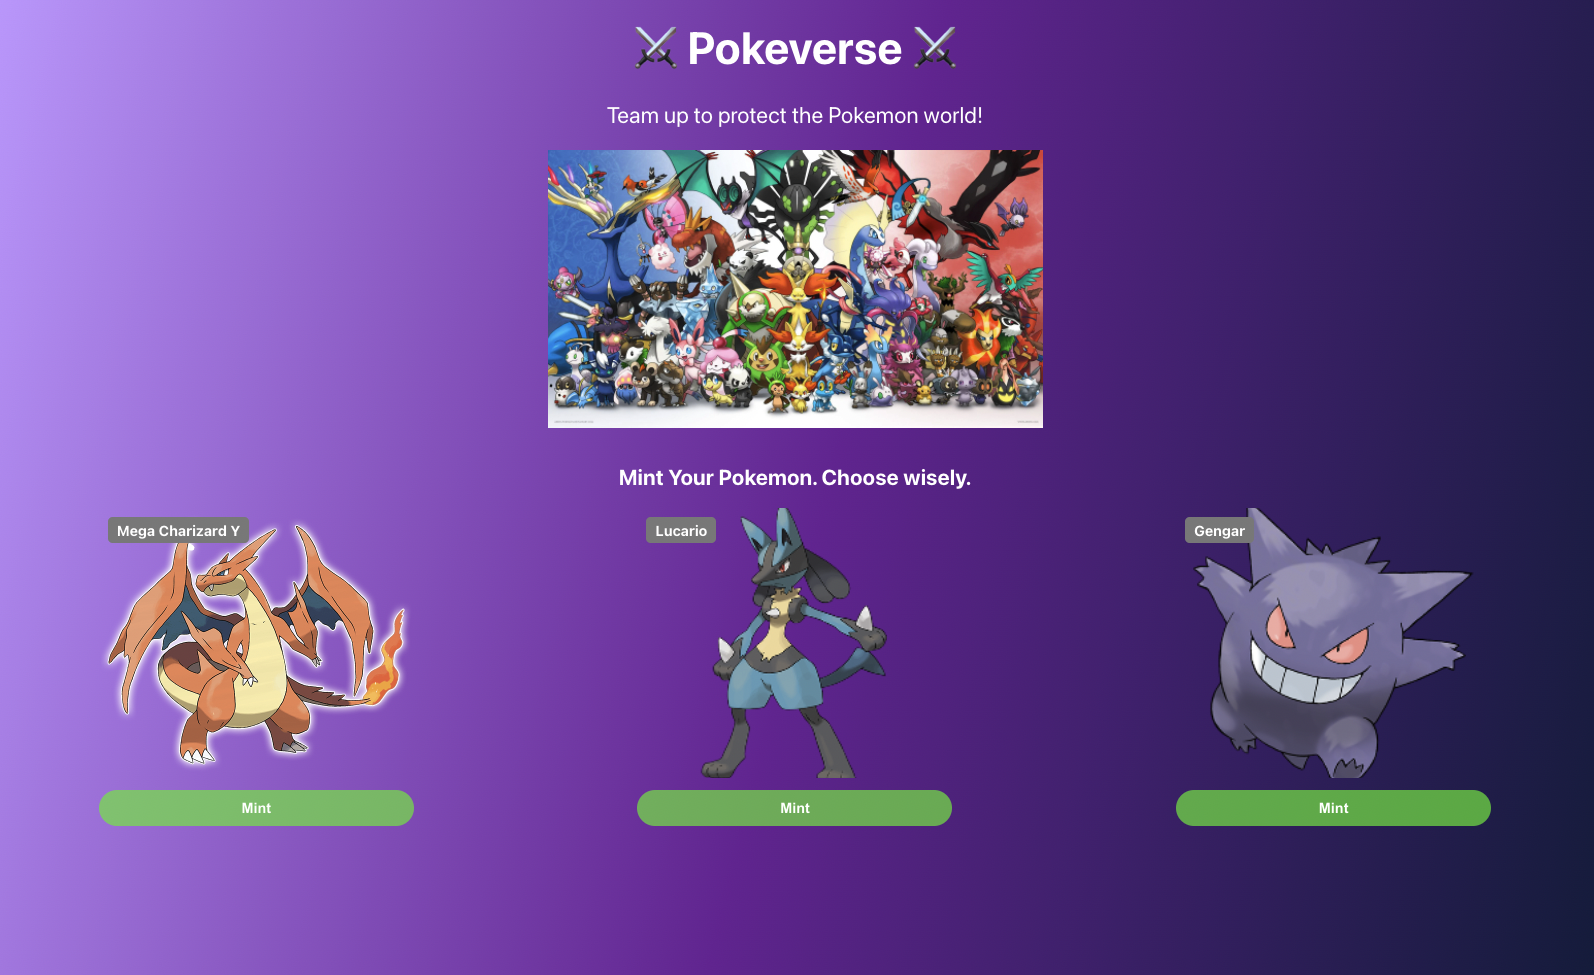 ⚔️ Pokeverse ⚔️
Team up to protect the Pokemon world!
Mint Your Pokemon. Choose wisely.
Mega Charizard Y
Lucario
Gengar
Mint
Mint
Mint